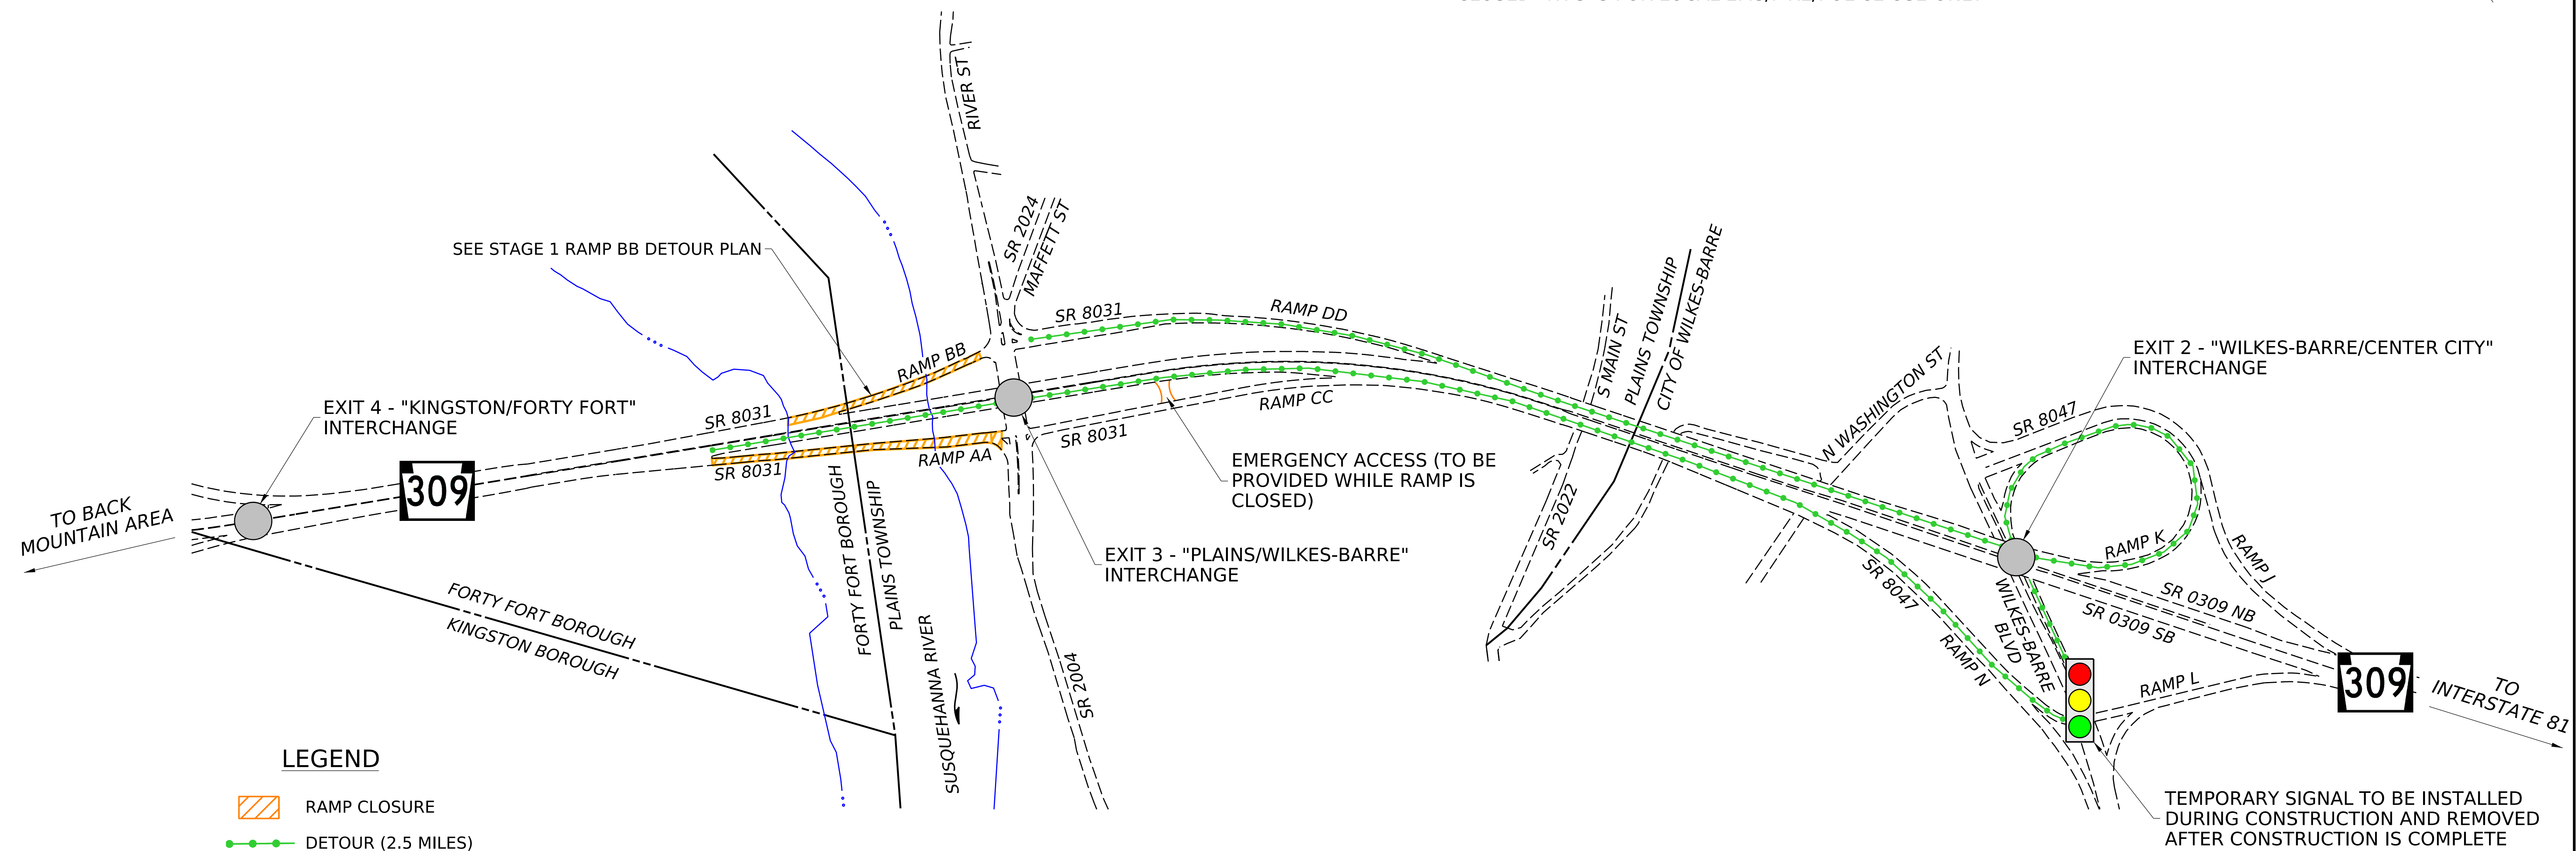 RIVER ST
SR 2024
MAFFETT ST
SEE STAGE 1 RAMP BB DETOUR PLAN
SR 8031
RAMP DD
RAMP BB
SR 8031
EXIT 4 - "KINGSTON/FORTY FORT"
INTERCHANGE
309
TO BACK
MOUNTAIN AREA
SR 8031
RAMP AA
RAMP CC
SR 8031
EMERGENCY ACCESS (TO BE
PROVIDED WHILE RAMP IS
CLOSED)
EXIT 3 - "PLAINS/WILKES-BARRE"
INTERCHANGE
S MAIN ST
PLAINS TOWNSHIP
CITY OF WILKES-BARRE
SR 2022
N WASHINGTON ST
EXIT 2 - "WILKES-BARRE/CENTER CITY"
INTERCHANGE
SR 8047
RAMP K
RAMP J
SR 0309 NB
SR 0309 SB
SR 8047
RAMP N
WILKES-BARRE
BLVD
WILKES-BARRE
RAMP L
309
TO
INTERSTATE 81
FORTY FORT BOROUGH
PLAINS TOWNSHIP
FORTY FORT BOROUGH
KINGSTON BOROUGH
SUSQUEHANNA RIVER
SR 2004
TEMPORARY SIGNAL TO BE INSTALLED
DURING CONSTRUCTION AND REMOVED
AFTER CONSTRUCTION IS COMPLETE
LEGEND
RAMP CLOSURE
DETOUR (2.5 MILES)